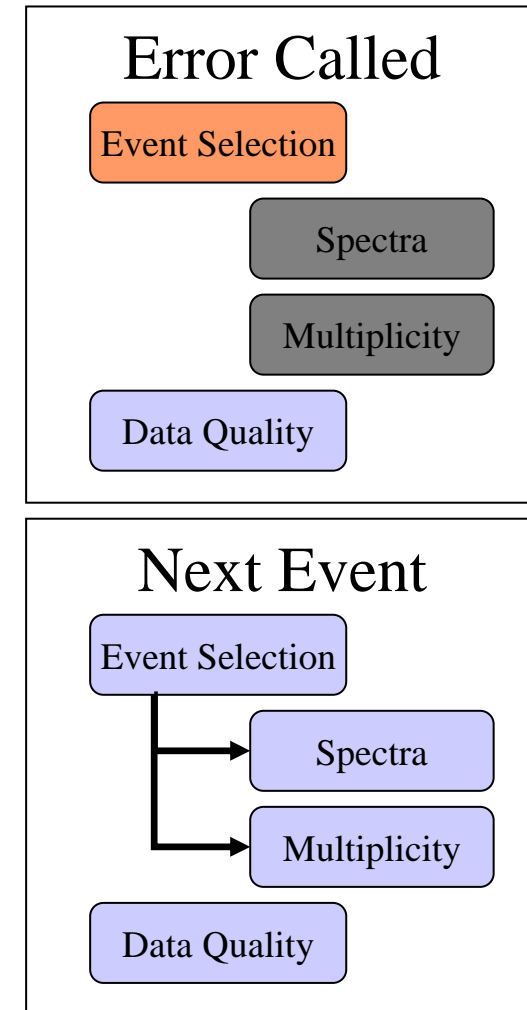 Error Called
Event Selection
Spectra
Multiplicity
Data Quality
Next Event
Event Selection
Spectra
Multiplicity
Data Quality